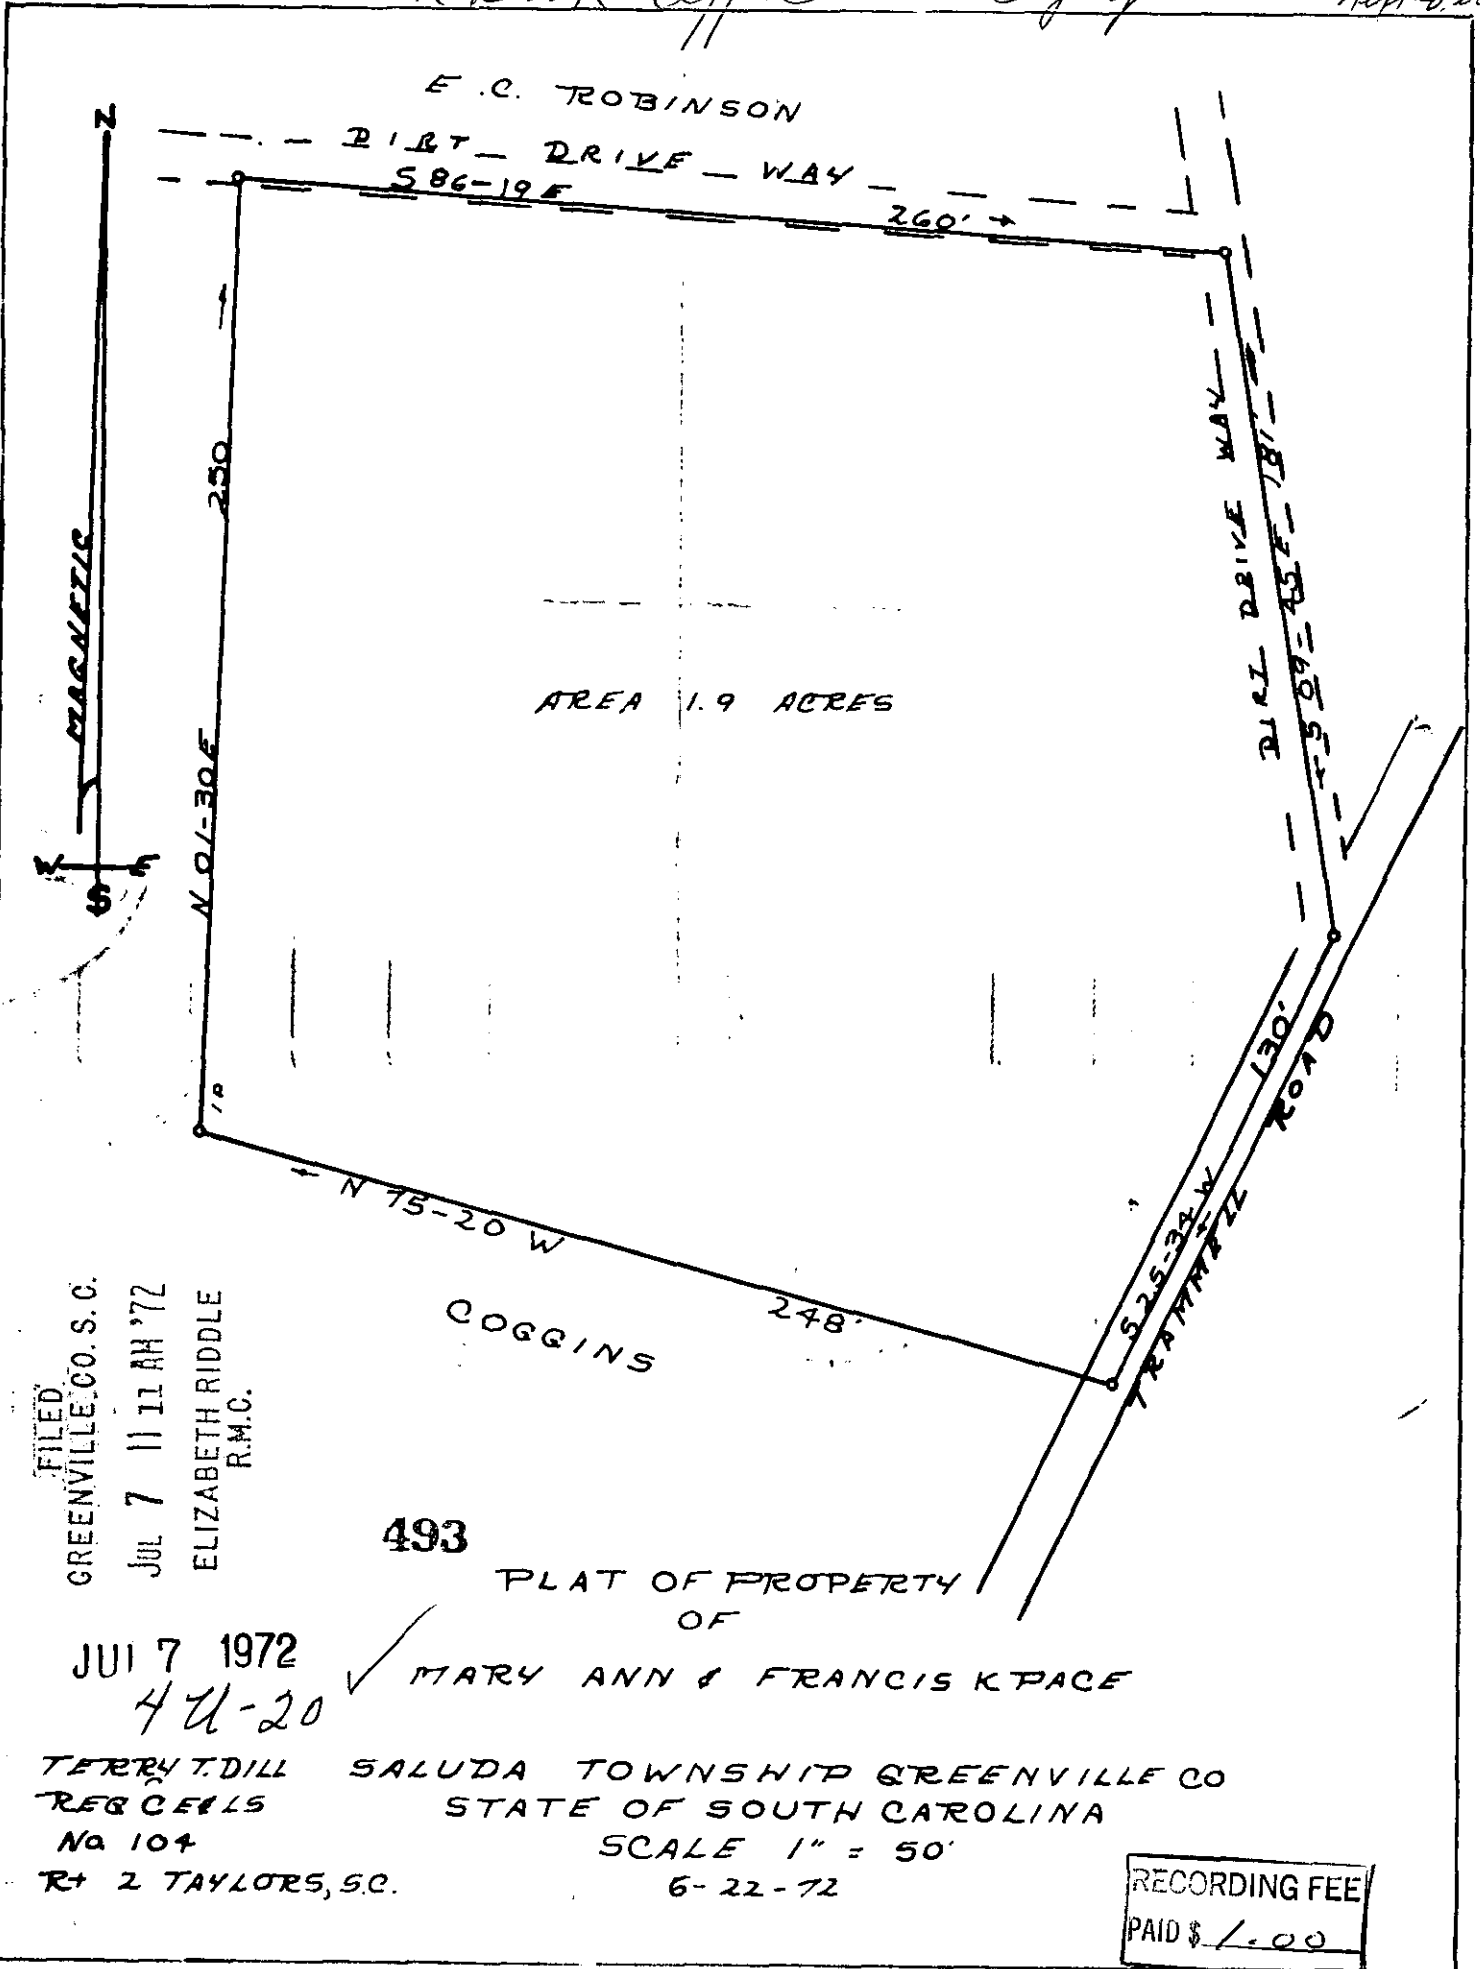 E. C. ROBINSON
DIRT DRIVE WAY
S 86-19 E 260'
N
MAGNETIC
W E
S
250
N 01-30 E
DIRT DRIVE WAY
S 09-45 E 181'
AREA 1.9 ACRES
IP
130'
S 25-34 W
TRAMMELL ROAD
N 75-20 W
248'
COGGINS
FILED
GREENVILLE CO. S. C.
JUL 7 11 11 AM '72
ELIZABETH RIDDLE
R.M.C.
493
PLAT OF PROPERTY
OF
MARY ANN & FRANCIS K PACE
JUl 7 1972
4U-20
TERRY T. DILL
REG C E & LS
No 104
Rt 2 TAYLORS, S.C.
SALUDA TOWNSHIP GREENVILLE CO
STATE OF SOUTH CAROLINA
SCALE 1" = 50'
6-22-72
RECORDING FEE
PAID $ 1.00